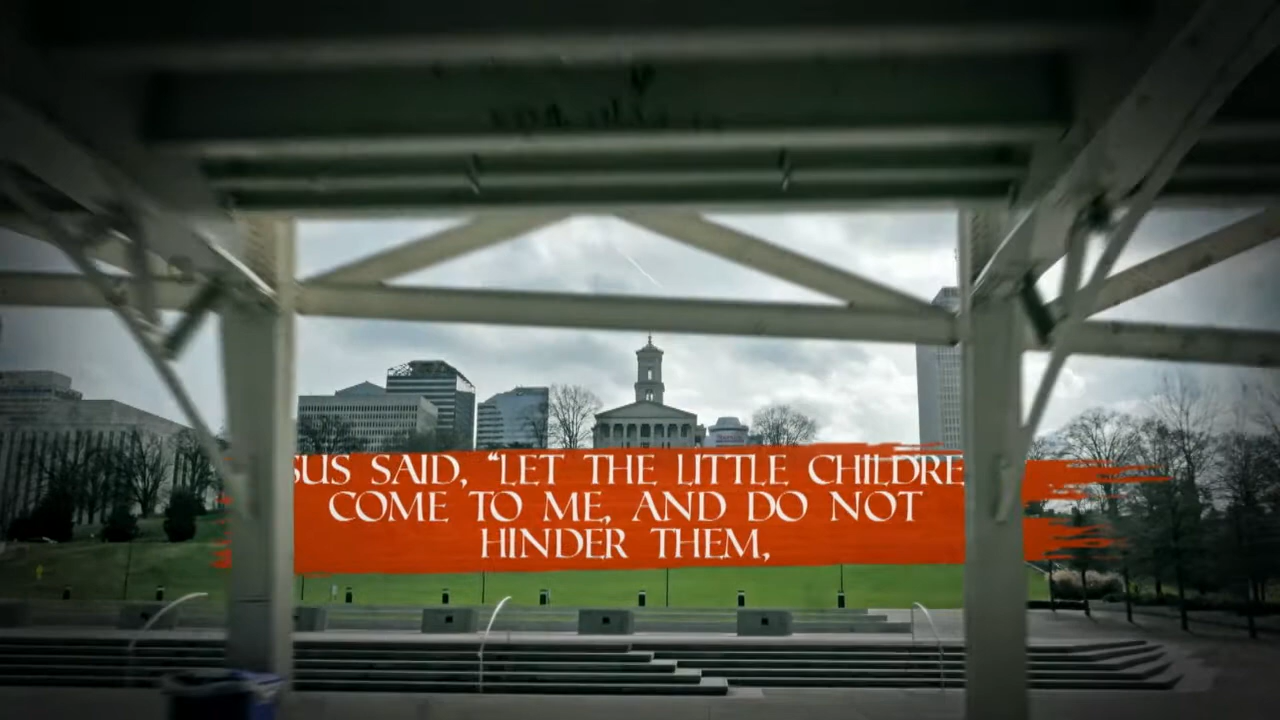 SUS SAID, “LET THE LITTLE CHILDRE
COME TO ME, AND DO NOT
HINDER THEM,